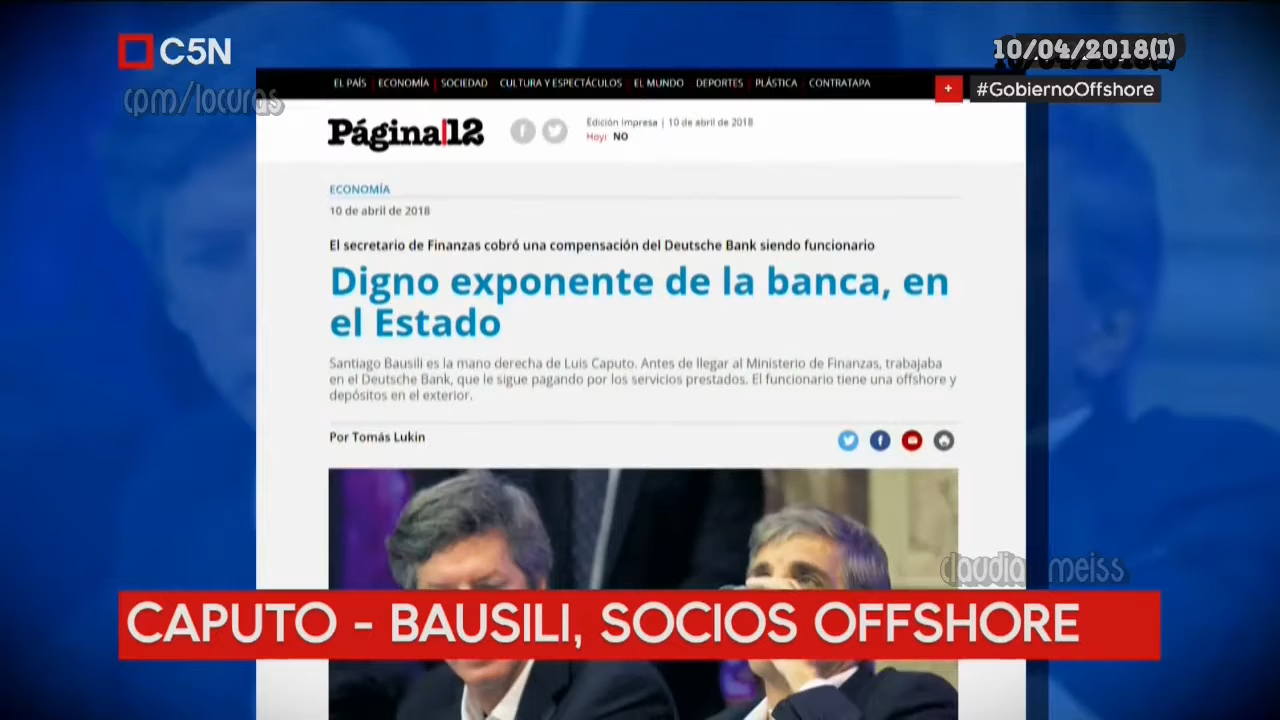 C5N
10/04/2018(I)
cpm/locuras
EL PAÍS ECONOMÍA SOCIEDAD CULTURA Y ESPECTÁCULOS EL MUNDO DEPORTES PLÁSTICA CONTRATAPA
+ #GobiernoOffshore
Página|12
Edición impresa | 10 de abril de 2018
Hoy: NO
ECONOMÍA
10 de abril de 2018
El secretario de Finanzas cobró una compensación del Deutsche Bank siendo funcionario
Digno exponente de la banca, en
el Estado
Santiago Bausili es la mano derecha de Luis Caputo. Antes de llegar al Ministerio de Finanzas, trabajaba
en el Deutsche Bank, que le sigue pagando por los servicios prestados. El funcionario tiene una offshore y
depósitos en el exterior.
Por Tomás Lukin
claudia meiss
CAPUTO - BAUSILI, SOCIOS OFFSHORE